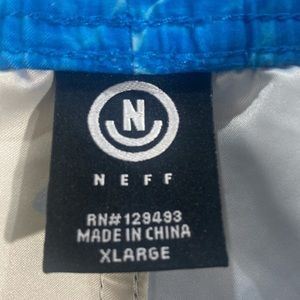 N
NEFF
RN#129493
MADE IN CHINA
XLARGE